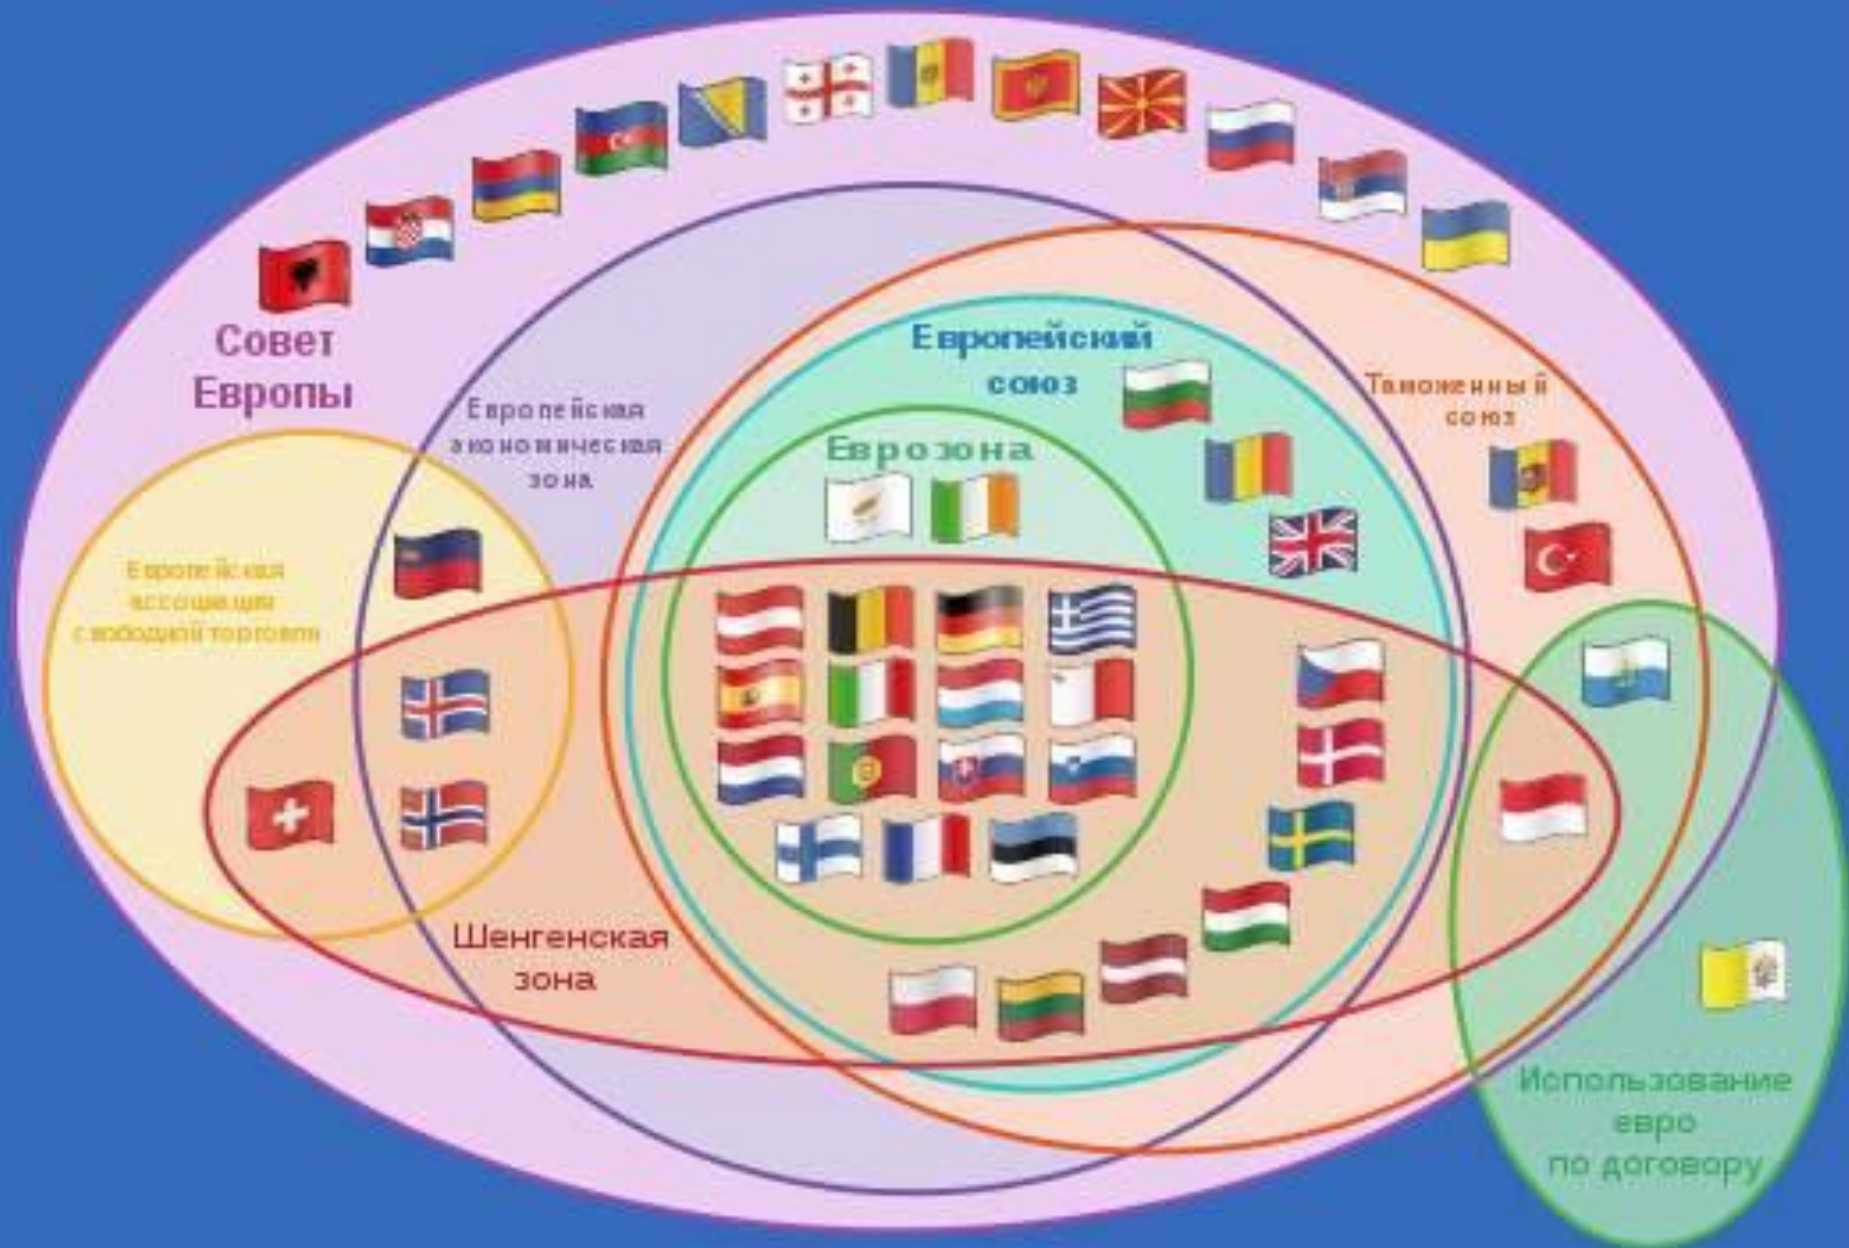 Совет
Европы
Европейская
экономическая
зона
Европейский
союз
Таможенный
союз
Еврозона
Европейская
ассоциация
свободной торговли
Шенгенская
зона
Использование
евро
по договору